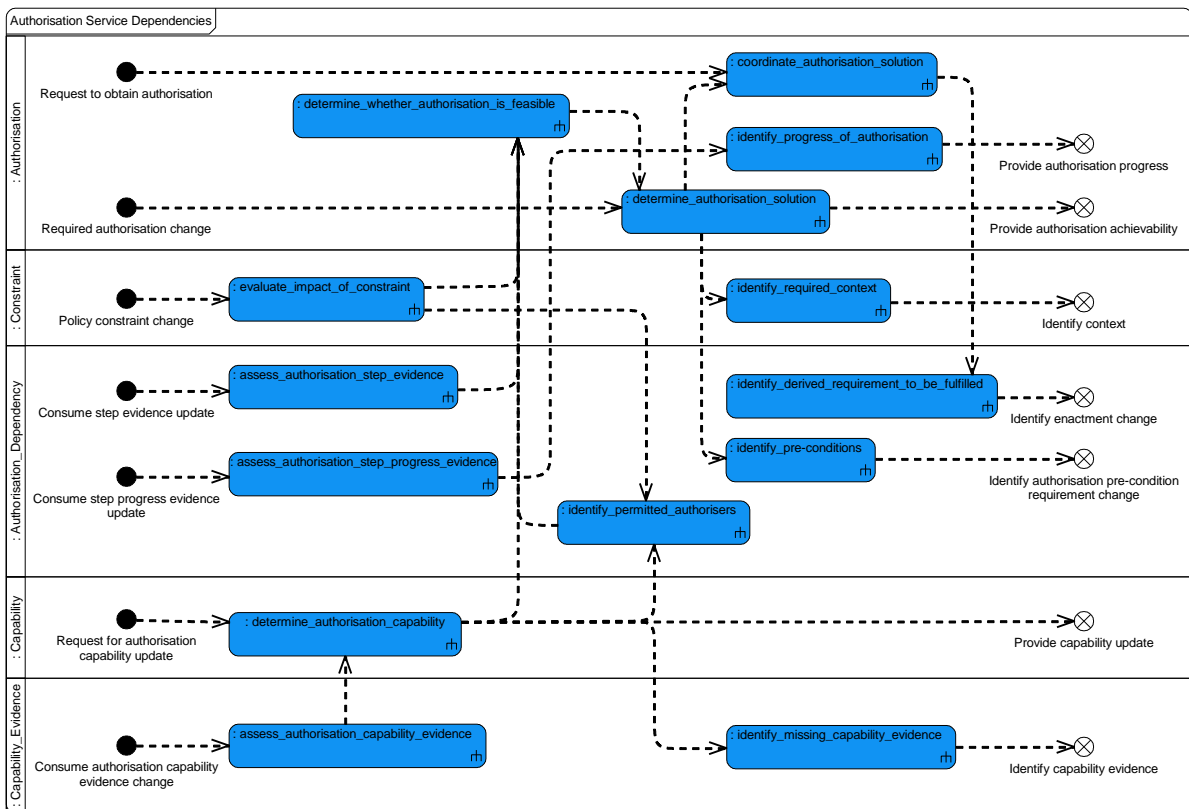 Authorisation Service Dependencies
: Authorisation
Request to obtain authorisation
: coordinate_authorisation_solution
: determine_whether_authorisation_is_feasible
: identify_progress_of_authorisation
Provide authorisation progress
: determine_authorisation_solution
Required authorisation change
Provide authorisation achievability
: Constraint
: evaluate_impact_of_constraint
Policy constraint change
: identify_required_context
Identify context
: Authorisation_Dependency
: assess_authorisation_step_evidence
Consume step evidence update
: identify_derived_requirement_to_be_fulfilled
Identify enactment change
: assess_authorisation_step_progress_evidence
Consume step progress evidence
update
: identify_pre-conditions
Identify authorisation pre-condition
requirement change
: identify_permitted_authorisers
: Capability
: determine_authorisation_capability
Request for authorisation
capability update
Provide capability update
: Capability_Evidence
: assess_authorisation_capability_evidence
Consume authorisation capability
evidence change
: identify_missing_capability_evidence
Identify capability evidence